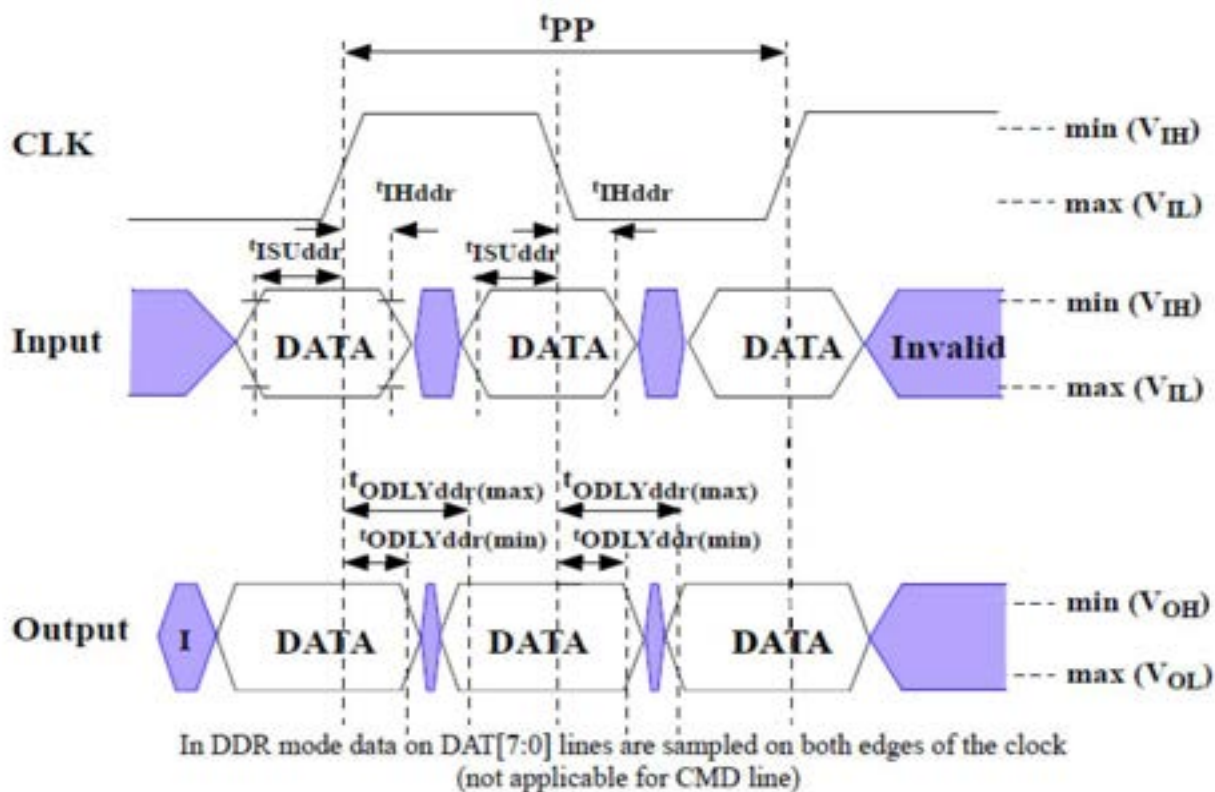 tPP
CLK
min (VIH)
tIHddr
tIHddr
max (VIL)
tISUddr
tISUddr
min (VIH)
Input
DATA
DATA
DATA
Invalid
max (VIL)
tODLYddr(max)
tODLYddr(max)
tODLYddr(min)
tODLYddr(min)
min (VOH)
Output
I
DATA
DATA
DATA
max (VOL)
In DDR mode data on DAT[7:0] lines are sampled on both edges of the clock
(not applicable for CMD line)